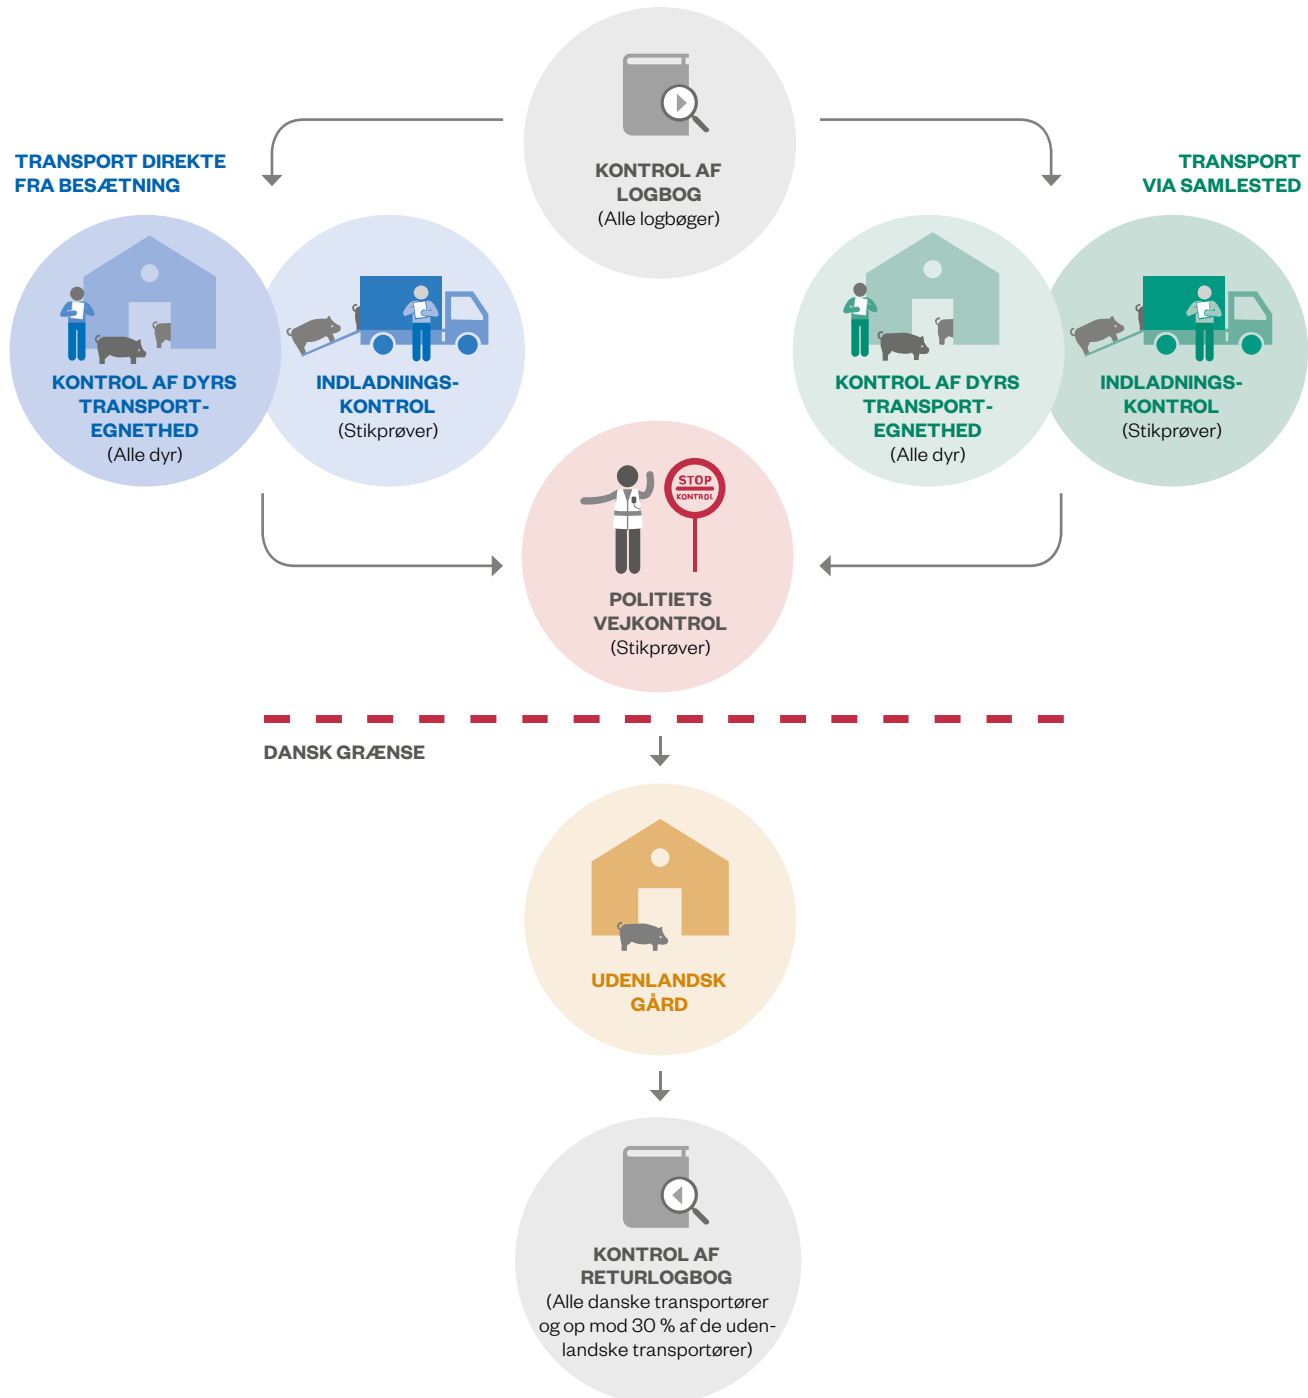 KONTROL AF
LOGBOG
(Alle logbøger)
TRANSPORT DIREKTE
FRA BESÆTNING
TRANSPORT
VIA SAMLESTED
KONTROL AF DYRS
TRANSPORT-
EGNETHED
(Alle dyr)
INDLADNINGS-
KONTROL
(Stikprøver)
KONTROL AF DYRS
TRANSPORT-
EGNETHED
(Alle dyr)
INDLADNINGS-
KONTROL
(Stikprøver)
STOP
KONTROL
POLITIETS
VEJKONTROL
(Stikprøver)
DANSK GRÆNSE
UDENLANDSK
GÅRD
KONTROL AF
RETURLOGBOG
(Alle danske transportører
og op mod 30 % af de uden-
landske transportører)